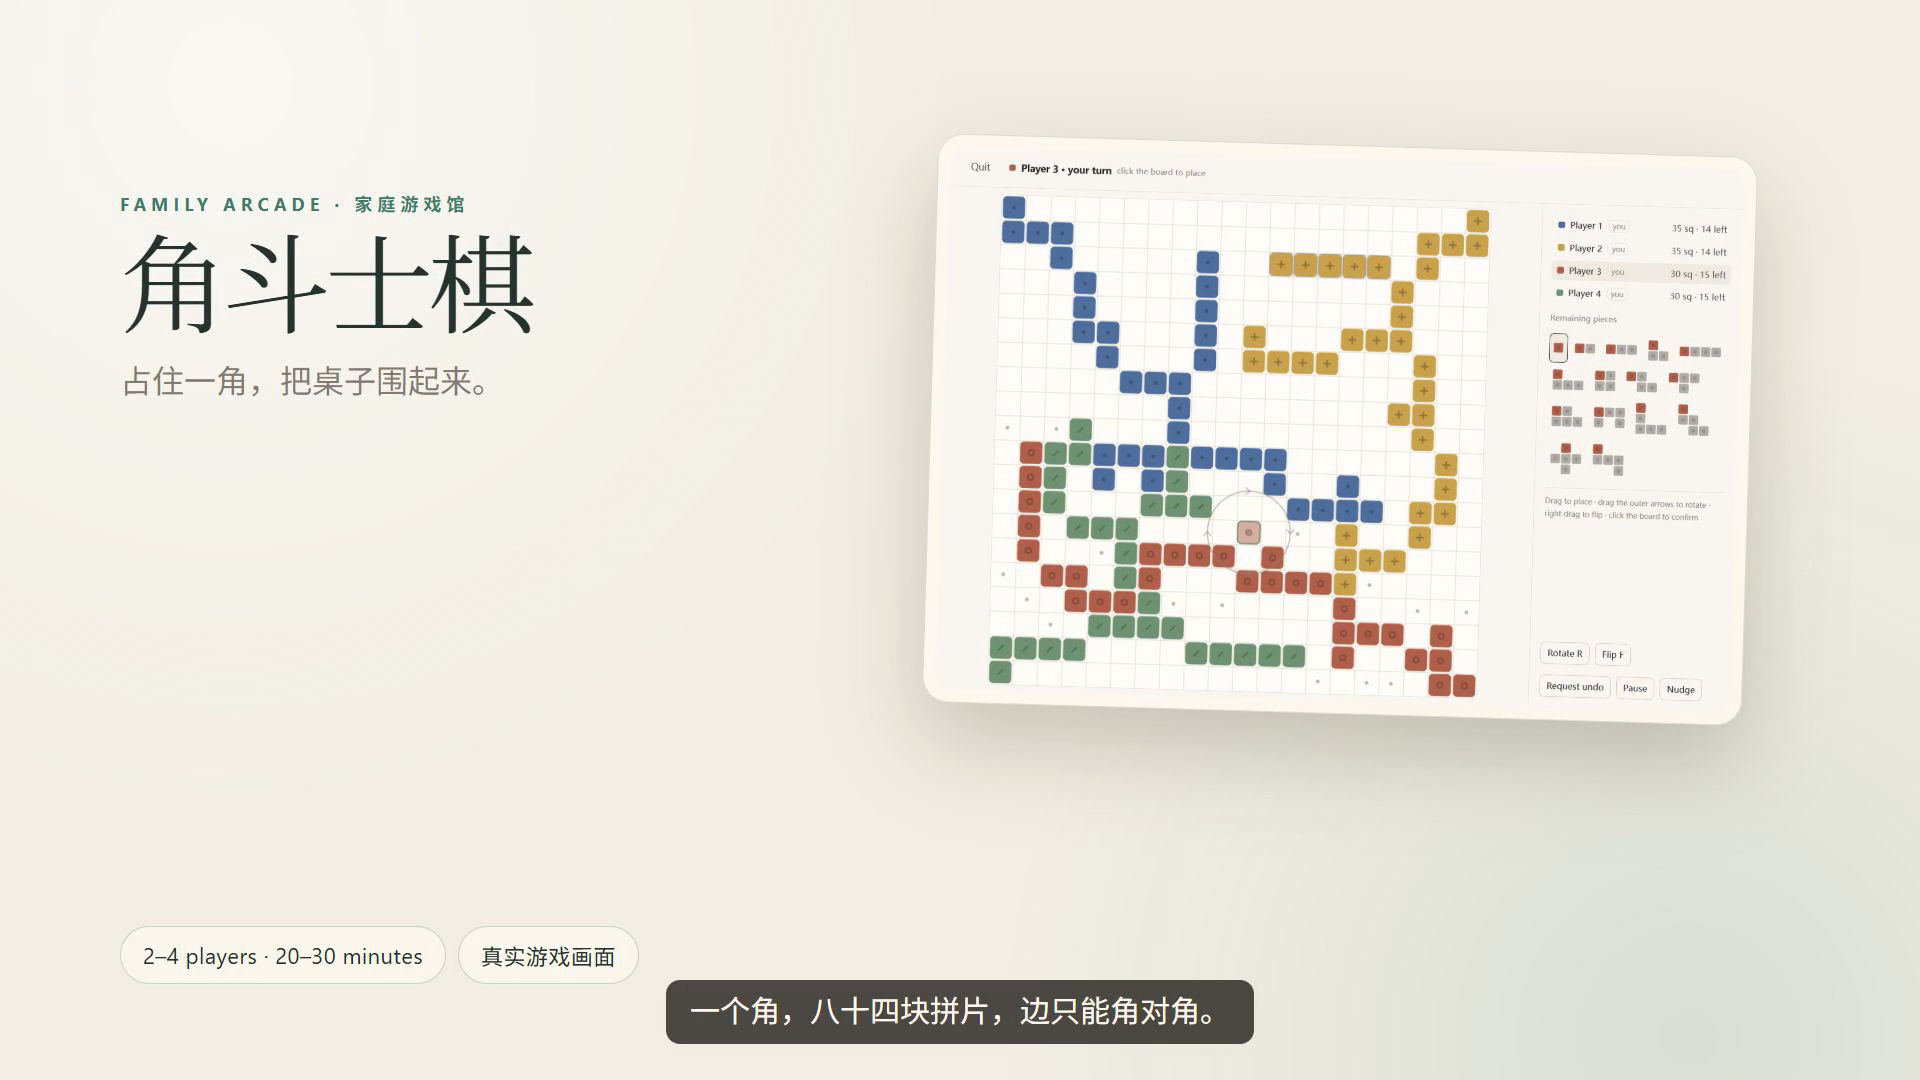 FAMILY ARCADE · 家庭游戏馆
角斗士棋
占住一角，把桌子围起来。
Quit
Player 3 • your turn click the board to place
Player 1 you 35 sq · 14 left
Player 2 you 35 sq · 14 left
Player 3 you 30 sq · 15 left
Player 4 you 30 sq · 15 left
Remaining pieces
Drag to place · drag the outer arrows to rotate ·
right-drag to flip · click the board to confirm
Rotate R Flip F
Request undo Pause Nudge
2–4 players · 20–30 minutes
真实游戏画面
一个角，八十四块拼片，边只能角对角。